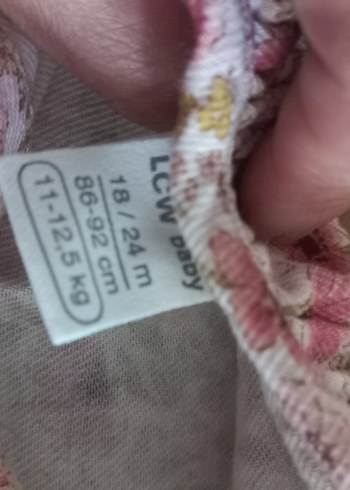 LCW baby
18 / 24 m
86-92 cm
11-12,5 kg